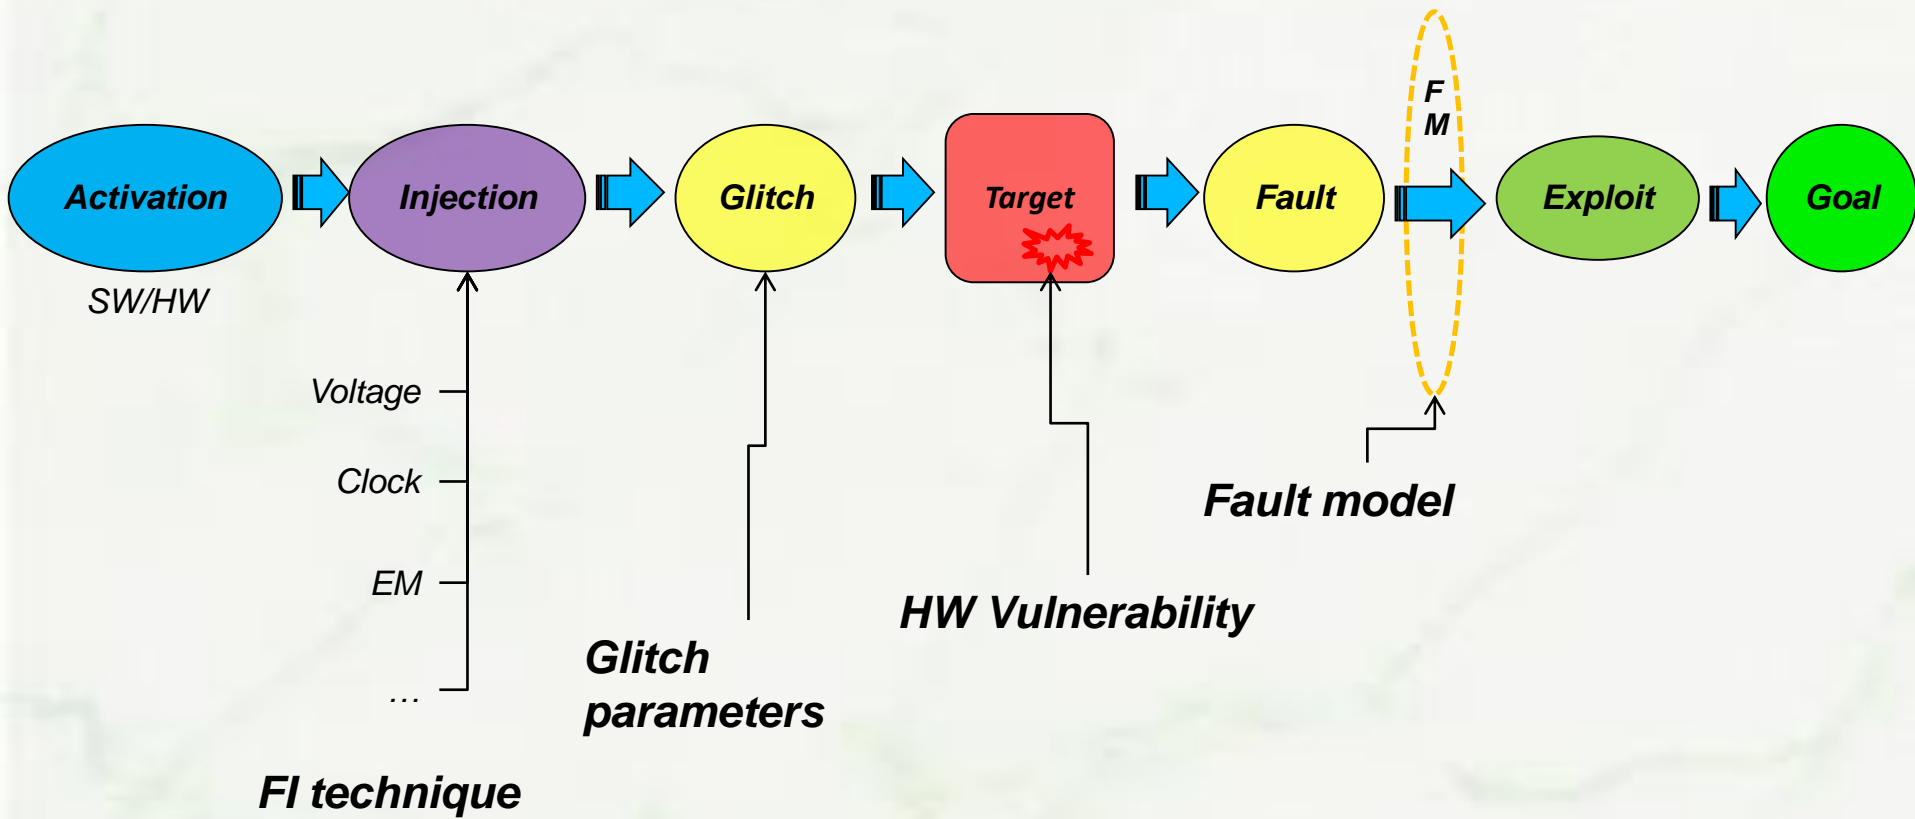 F
M
Activation
Injection
Glitch
Target
Fault
Exploit
Goal
SW/HW
Voltage
Clock
EM
...
Fault model
HW Vulnerability
Glitch
parameters
FI technique